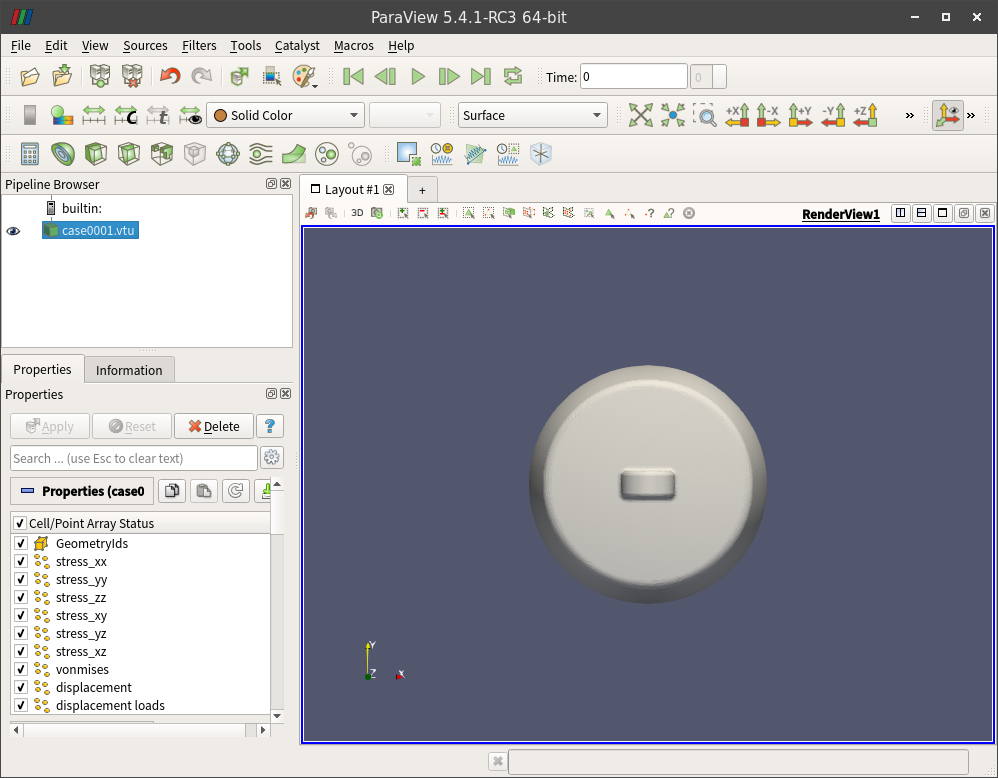 ParaView 5.4.1-RC3 64-bit
File Edit View Sources Filters Tools Catalyst Macros Help
Time: 0 0
C t Solid Color Surface +X -X +Y -Y +Z
Pipeline Browser
Layout #1 +
builtin:
3D ? ? RenderView1
case0001.vtu
Properties Information
Properties
Apply Reset Delete ?
Search ... (use Esc to clear text)
Properties (case0
Cell/Point Array Status
GeometryIds
stress_xx
stress_yy
stress_zz
stress_xy
stress_yz
stress_xz
vonmises
displacement
displacement loads
Y
Z X